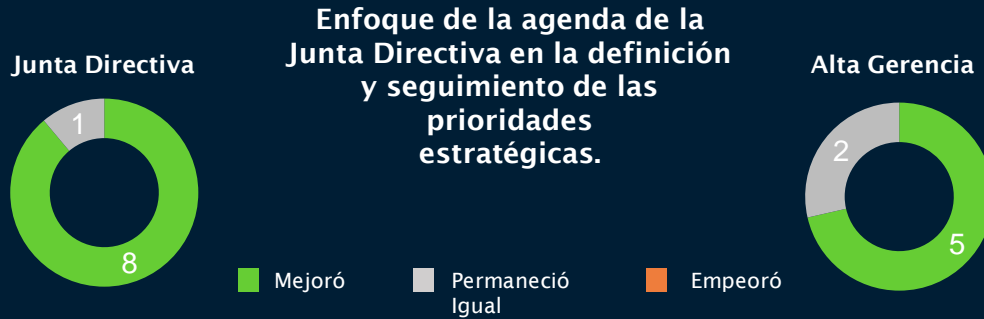 Enfoque de la agenda de la
Junta Directiva en la definición
y seguimiento de las
prioridades
estratégicas.
Junta Directiva
1
8
Alta Gerencia
2
5
Mejoró
Permaneció
Igual
Empeoró